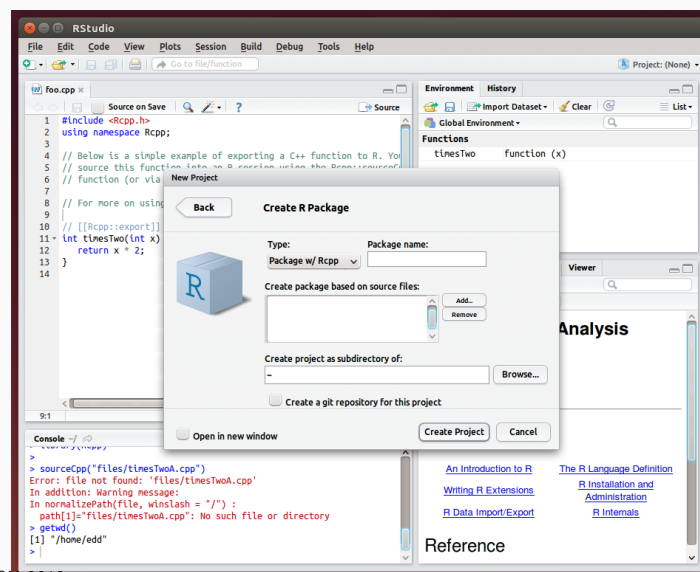 RStudio
File Edit Code View Plots Session Build Debug Tools Help
Go to file/function
Project: (None)
foo.cpp
Source on Save
Source
1 #include <Rcpp.h>
2 using namespace Rcpp;
3
4 // Below is a simple example of exporting a C++ function to R. You
5 // source this function into an R session using the Rcpp::sourceC
6 // function (or via
7
8 // For more on using
9
10 // [[Rcpp::export]]
11 int timesTwo(int x)
12 return x * 2;
13 }
14
9:1
Environment History
Import Dataset Clear List
Global Environment
Functions
timesTwo function (x)
New Project
Back
Create R Package
Type: Package name:
Package w/ Rcpp
Create package based on source files:
Add...
Remove
Create project as subdirectory of:
~
Browse...
Create a git repository for this project
Open in new window
Create Project Cancel
R
Viewer
Analysis
An Introduction to R The R Language Definition
Writing R Extensions R Installation and Administration
R Data Import/Export R Internals
Reference
Console ~/
>
> sourceCpp("files/timesTwoA.cpp")
Error: file not found: 'files/timesTwoA.cpp'
In addition: Warning message:
In normalizePath(file, winslash = "/") :
path[1]="files/timesTwoA.cpp": No such file or directory
> getwd()
[1] "/home/edd"
>